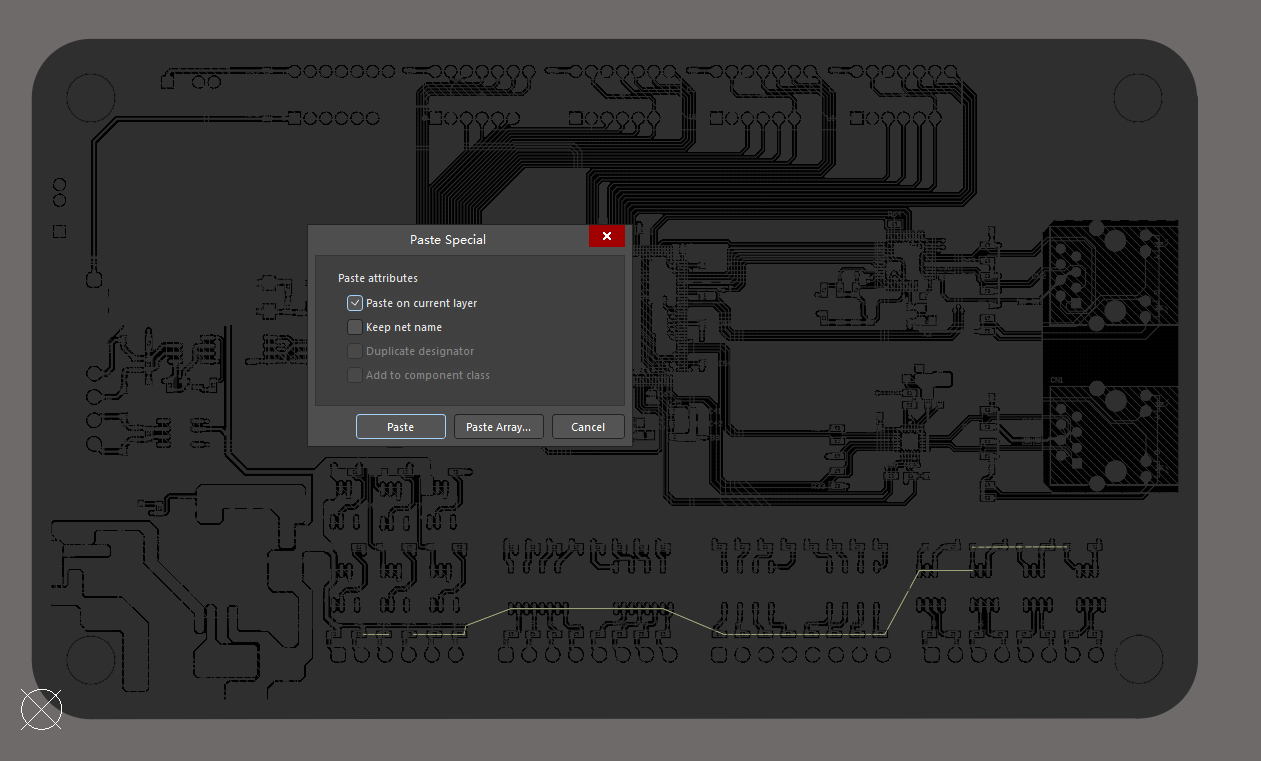 Paste Special
Paste attributes
Paste on current layer
Keep net name
Duplicate designator
Add to component class
Paste
Paste Array...
Cancel
CN1